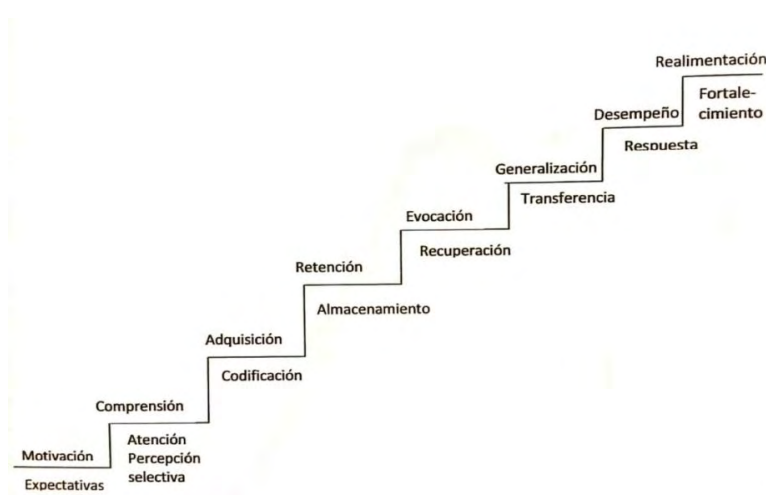 Realimentación
Fortale-
cimiento
Desempeño
Respuesta
Generalización
Transferencia
Evocación
Recuperación
Retención
Almacenamiento
Adquisición
Codificación
Comprensión
Atención
Percepción
selectiva
Motivación
Expectativas